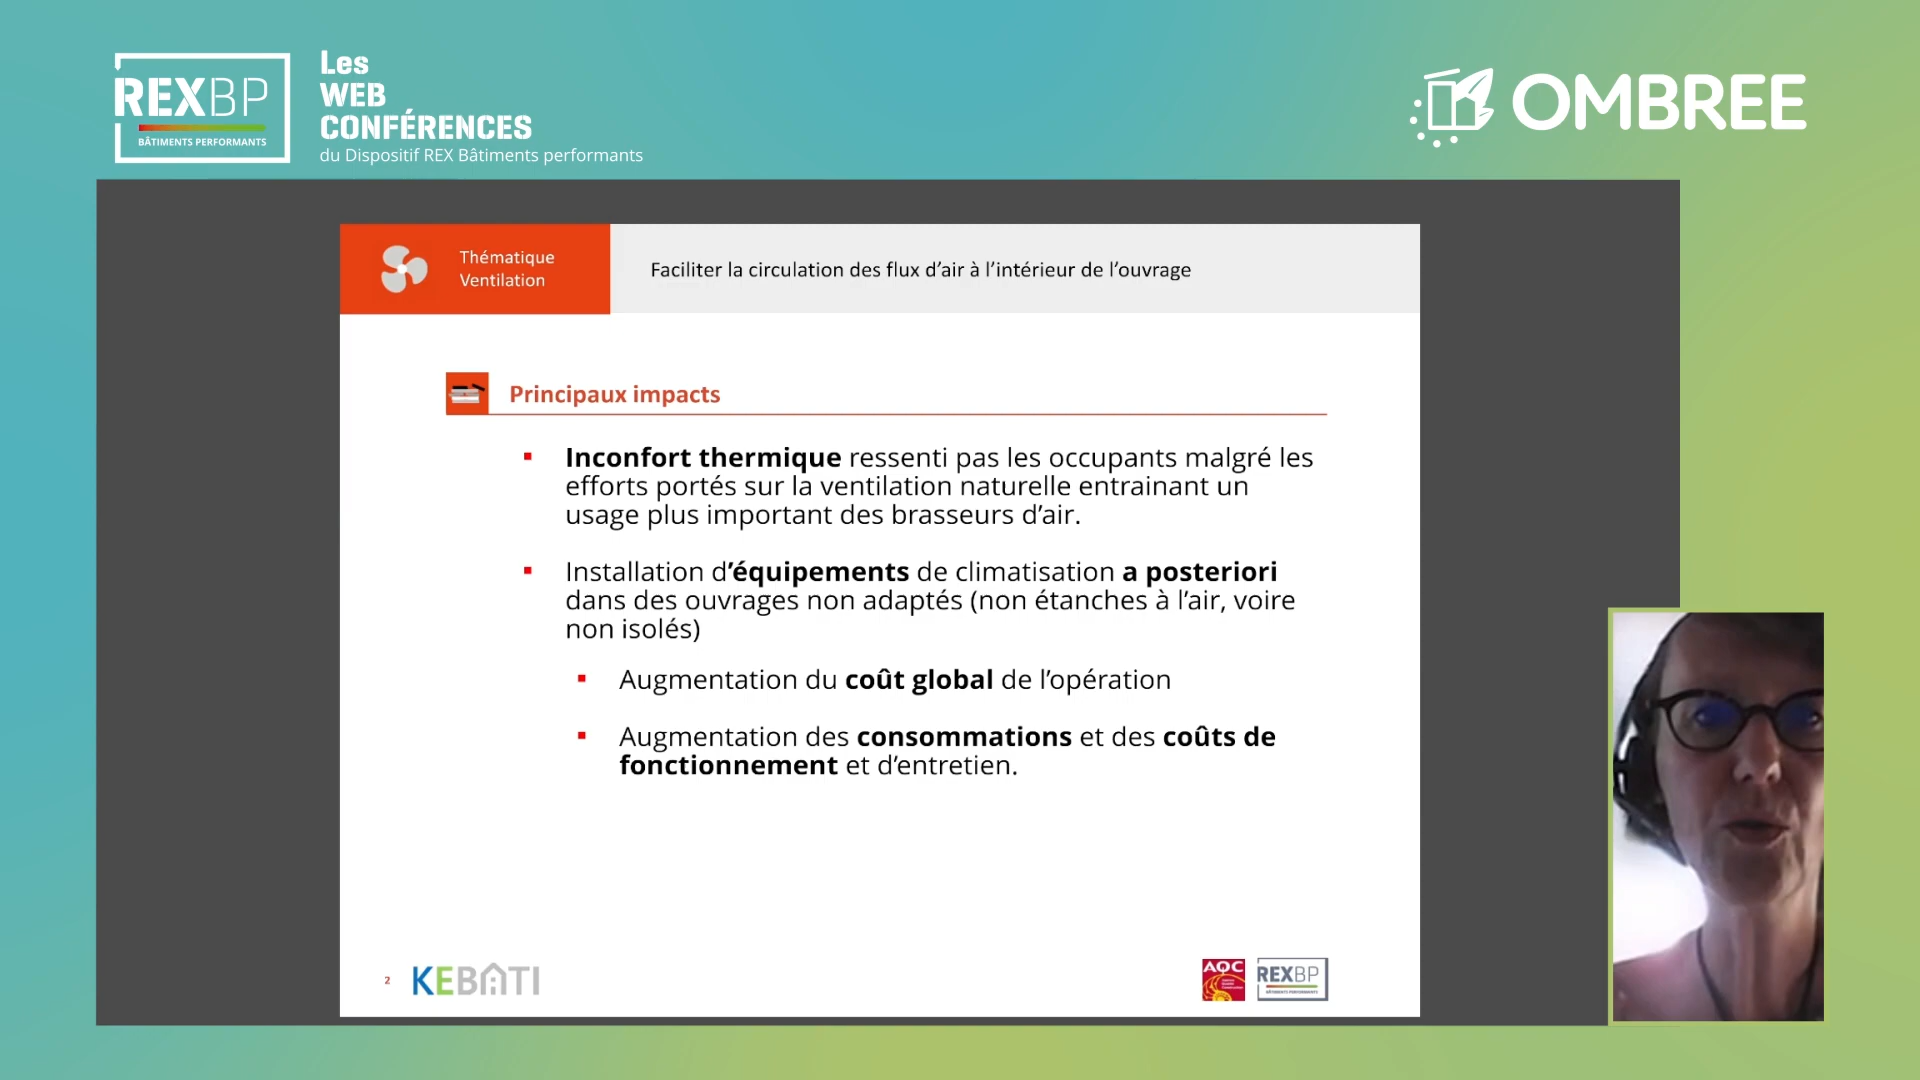 REXBP
BÂTIMENTS PERFORMANTS
Les
WEB
CONFÉRENCES
du Dispositif REX Bâtiments performants
OMBREE
Thématique
Ventilation
Faciliter la circulation des flux d’air à l’intérieur de l’ouvrage
Principaux impacts
Inconfort thermique ressenti pas les occupants malgré les
efforts portés sur la ventilation naturelle entrainant un
usage plus important des brasseurs d’air.
Installation d’équipements de climatisation a posteriori
dans des ouvrages non adaptés (non étanches à l’air, voire
non isolés)
Augmentation du coût global de l’opération
Augmentation des consommations et des coûts de
fonctionnement et d’entretien.
2
KEBÂTI
AQC
REXBP
BÂTIMENTS PERFORMANTS